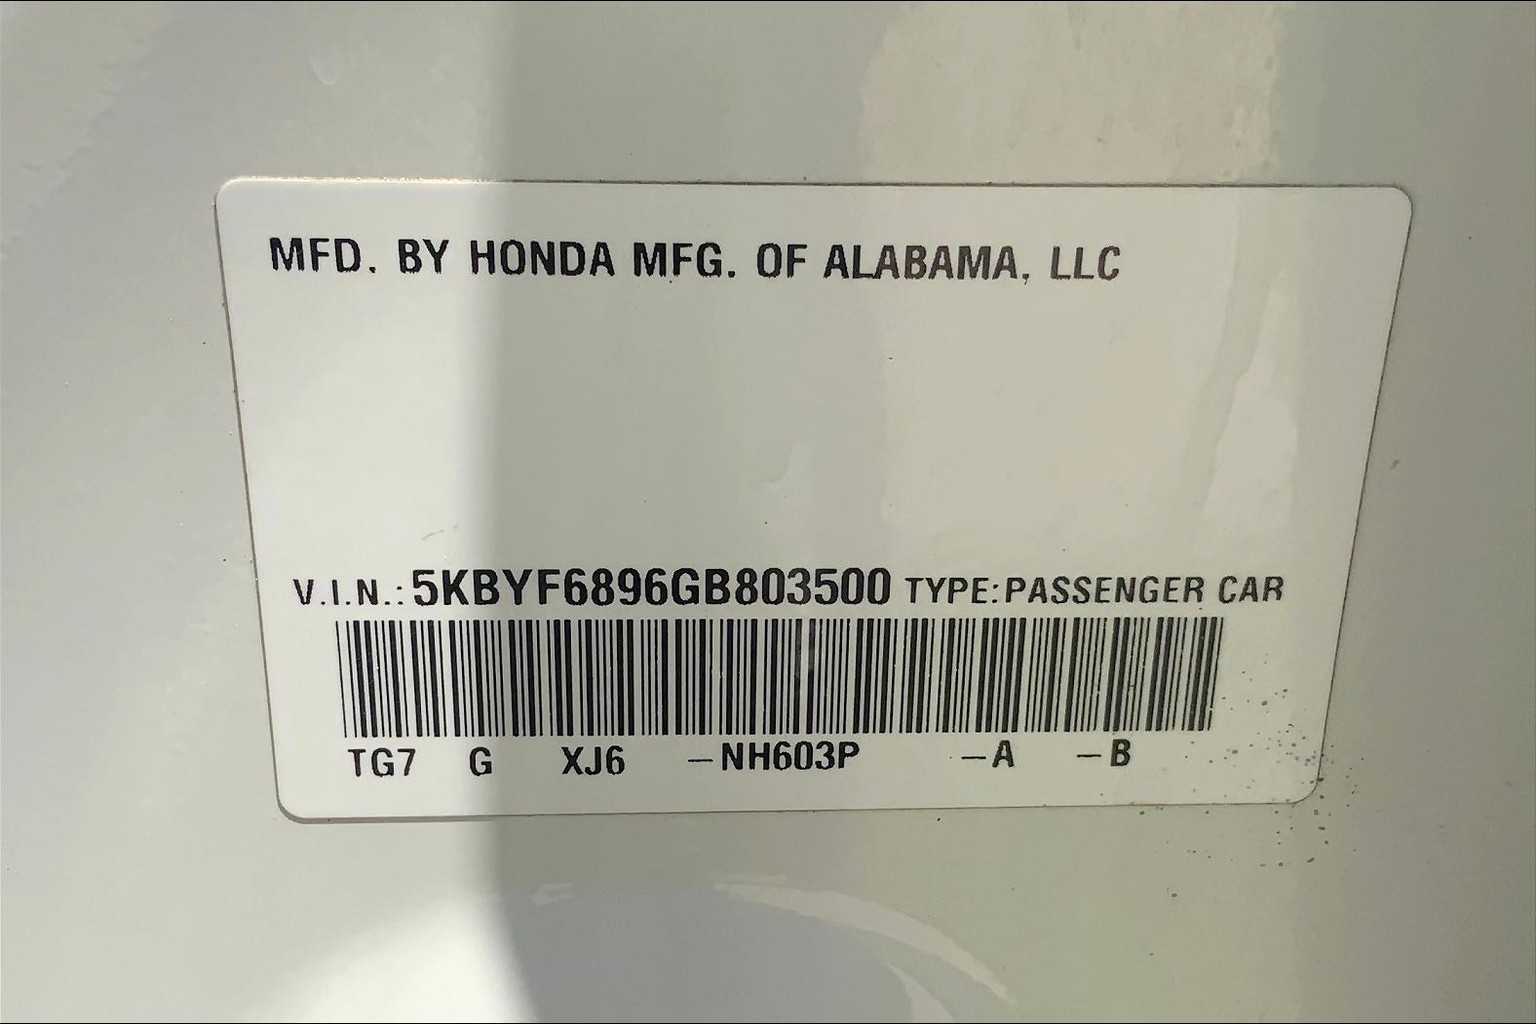 MFD. BY HONDA MFG. OF ALABAMA, LLC
V.I.N.: 5KBYF6896GB803500 TYPE: PASSENGER CAR
TG7 G XJ6 -NH603P -A -B